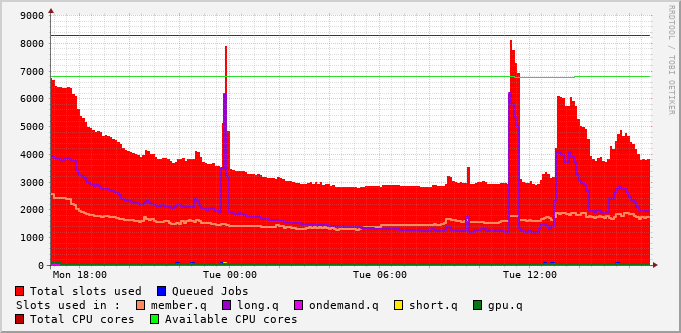 RRDTOOL / TOBI OETIKER
9000
8000
7000
6000
5000
4000
3000
2000
1000
0
Mon 18:00 Tue 00:00 Tue 06:00 Tue 12:00
Total slots used Queued Jobs
Slots used in : member.q long.q ondemand.q short.q gpu.q
Total CPU cores Available CPU cores